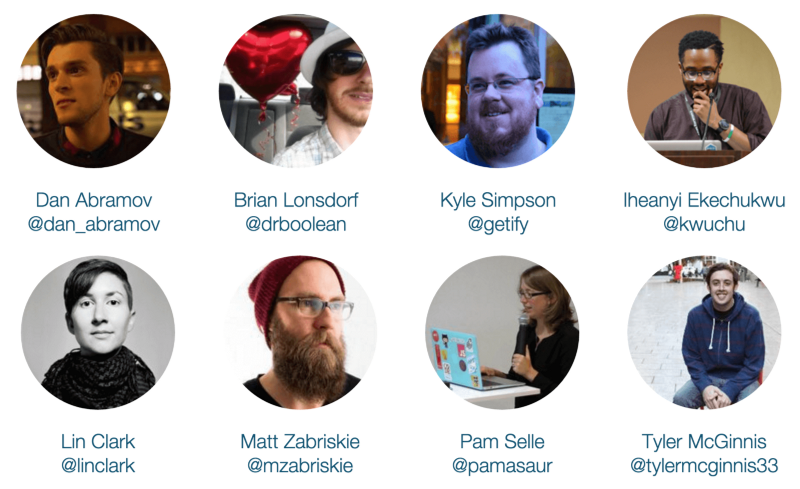 Dan Abramov
@dan_abramov
Brian Lonsdorf
@drboolean
Kyle Simpson
@getify
Iheanyi Ekechukwu
@kwuchu
Lin Clark
@linclark
Matt Zabriskie
@mzabriskie
Pam Selle
@pamasaur
Tyler McGinnis
@tylermcginnis33